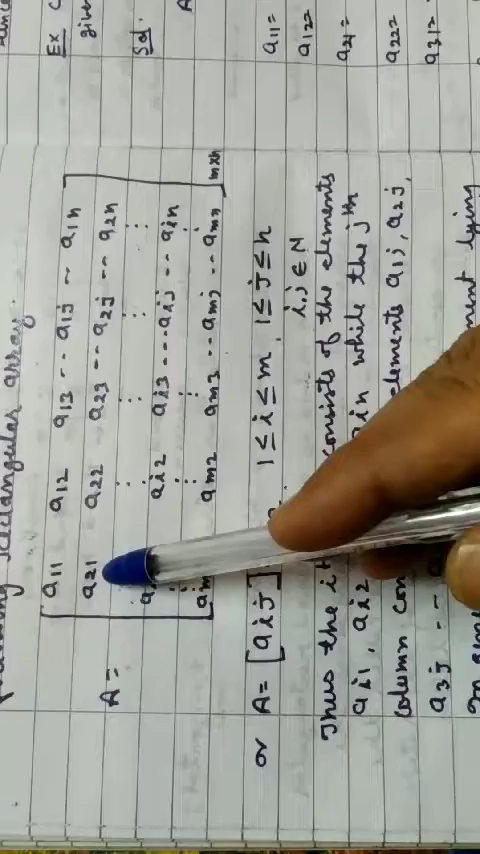 rectangular array.
a11 a12 a13 -- a1j - a1n
a21 a22 a23 -- a2j -- a2n
A =
: : : :
ai2 ai3 --- aij -- ain
: : : :
am2 am3 -- amj -- amn
mxn
or A = [aij] 1≤i≤m, 1≤j≤n
i,j ∈ N
Thus the consists of the elements
ai1, ai2 ain while the jth
column elements a1j, a2j,
a3j --
lying
Ex
Sol.
a11=
a12=
a21=
a22=
a31=